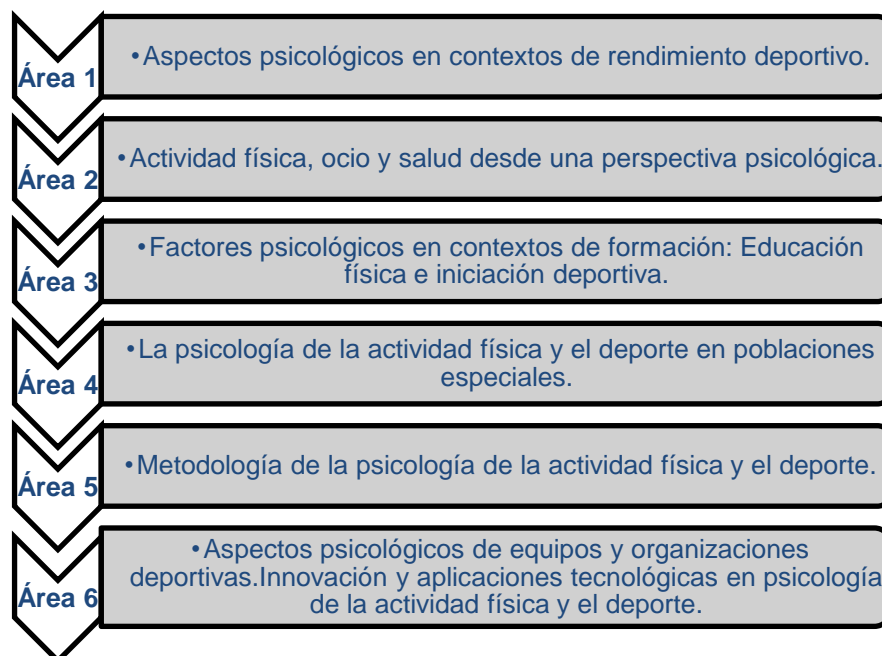 Área 1
•Aspectos psicológicos en contextos de rendimiento deportivo.
Área 2
•Actividad física, ocio y salud desde una perspectiva psicológica.
Área 3
•Factores psicológicos en contextos de formación: Educación
física e iniciación deportiva.
Área 4
•La psicología de la actividad física y el deporte en poblaciones
especiales.
Área 5
•Metodología de la psicología de la actividad física y el deporte.
Área 6
•Aspectos psicológicos de equipos y organizaciones
deportivas.Innovación y aplicaciones tecnológicas en psicología
de la actividad física y el deporte.